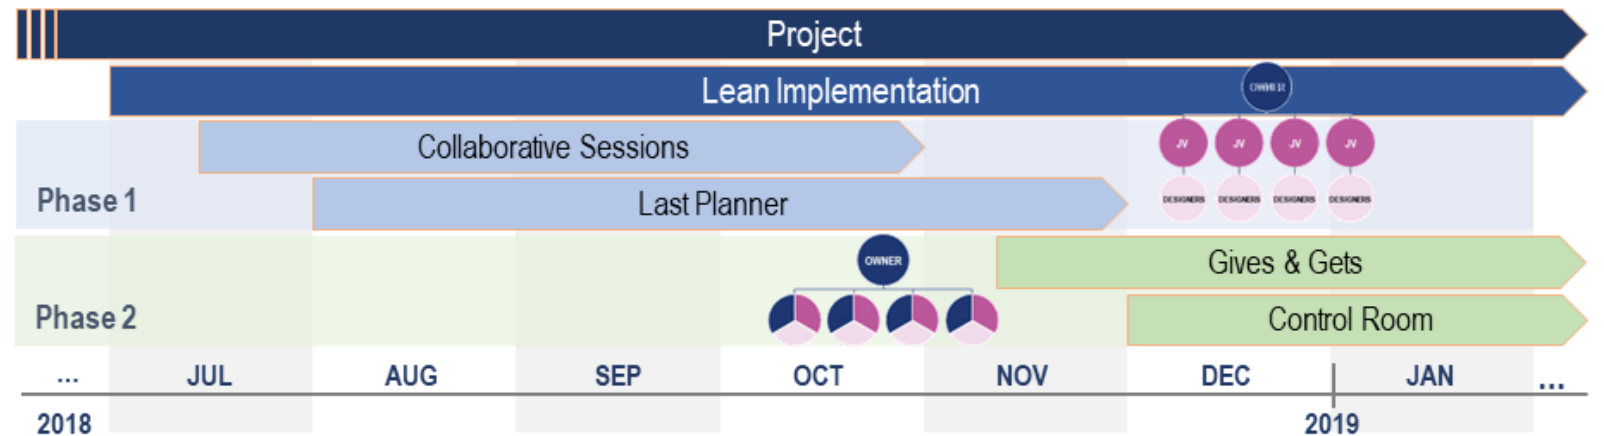 Project
Lean Implementation
OWNER
Collaborative Sessions
JV JV JV JV
Phase 1
Last Planner
DESIGNERS DESIGNERS DESIGNERS DESIGNERS
OWNER
Gives & Gets
Phase 2
Control Room
... JUL AUG SEP OCT NOV DEC JAN ...
2018 2019